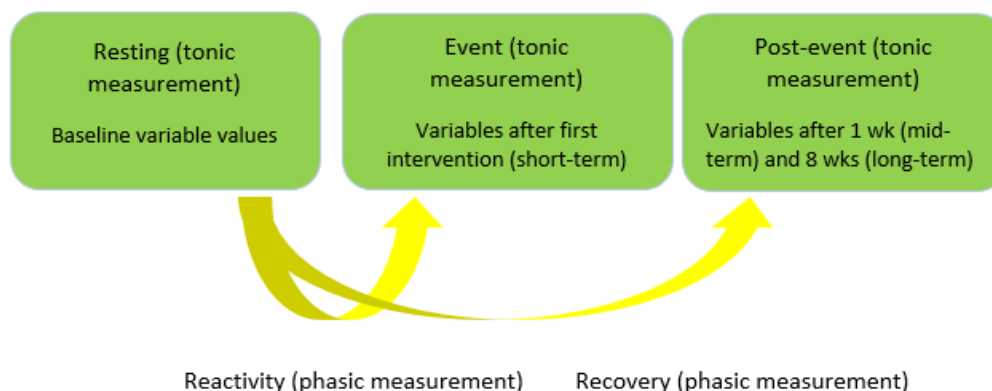 Resting (tonic
measurement)
Baseline variable values
Event (tonic
measurement)
Variables after first
intervention (short-term)
Post-event (tonic
measurement)
Variables after 1 wk (mid-
term) and 8 wks (long-term)
Reactivity (phasic measurement)
Recovery (phasic measurement)